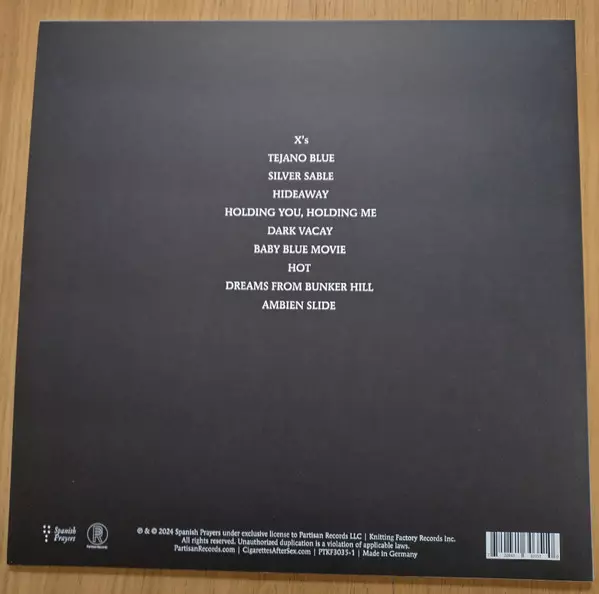 X's
TEJANO BLUE
SILVER SABLE
HIDEAWAY
HOLDING YOU, HOLDING ME
DARK VACAY
BABY BLUE MOVIE
HOT
DREAMS FROM BUNKER HILL
AMBIEN SLIDE
Spanish
Prayers
℗ & © 2024 Spanish Prayers under exclusive license to Partisan Records LLC | Knitting Factory Records Inc.
All rights reserved. Unauthorized duplication is a violation of applicable laws.
PartisanRecords.com | CigarettesAfterSex.com | PTKF3035-1 | Made in Germany